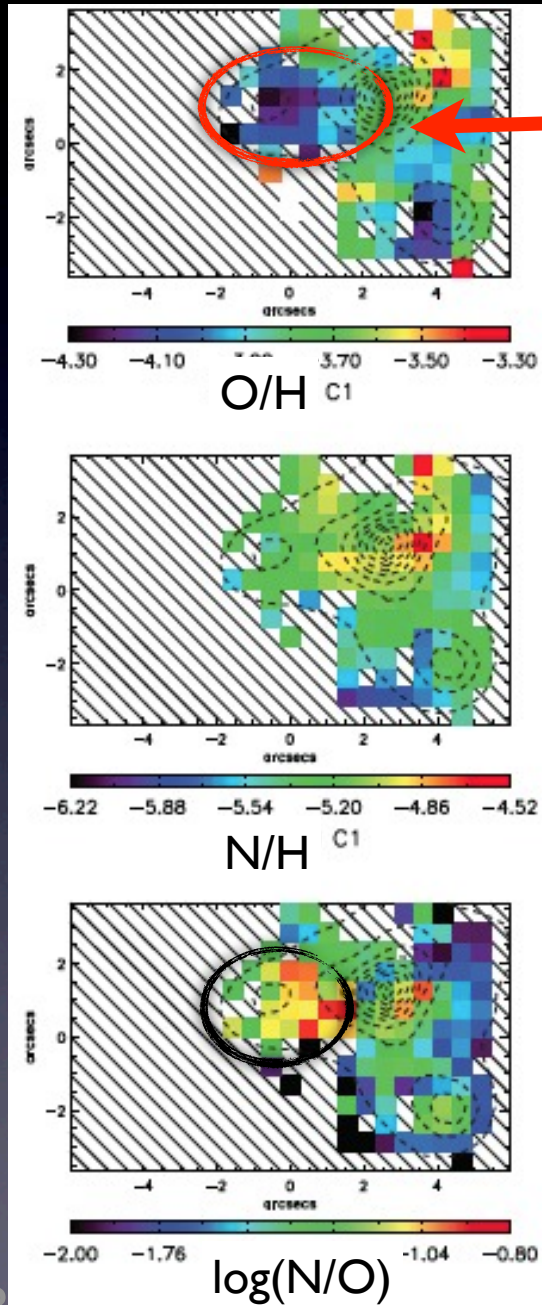 2
0
−2
arcsecs
−4 −2 0 2 4
arcsecs
−4.30 −4.10 3.70 −3.50 −3.30
O/H C1
2
0
−2
arcsecs
−4 −2 0 2 4
arcsecs
−6.22 −5.88 −5.54 −5.20 −4.86 −4.52
N/H C1
2
0
−2
arcsecs
−4 −2 0 2 4
arcsecs
−2.00 −1.76 −1.04 −0.80
log(N/O)